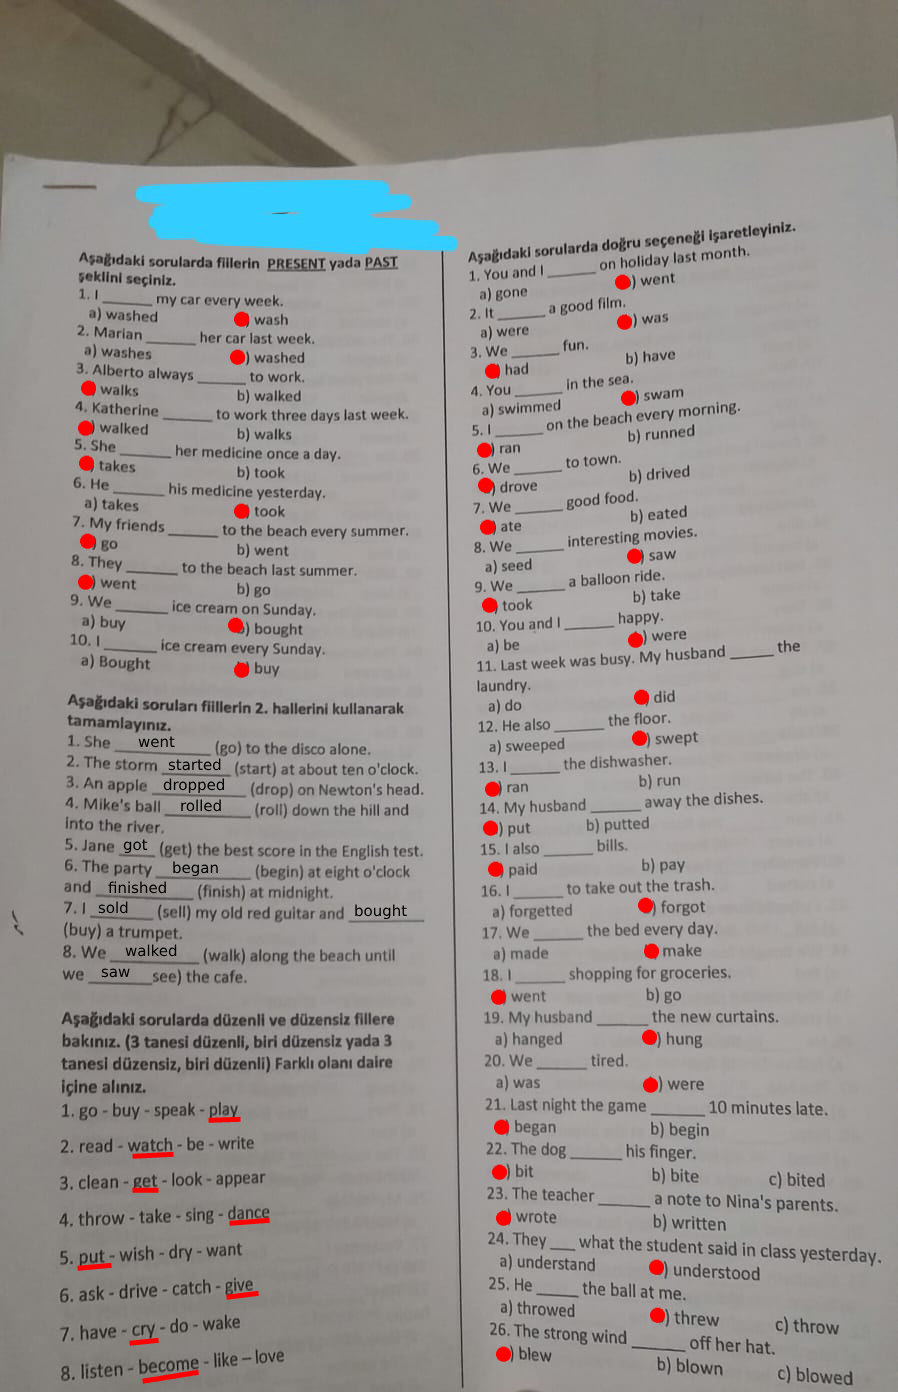 Aşağıdaki sorularda fiillerin PRESENT yada PAST
şeklini seçiniz.
1. I ______ my car every week.
a) washed ) wash
2. Marian ______ her car last week.
a) washes ) washed
3. Alberto always ______ to work.
) walks b) walked
4. Katherine ______ to work three days last week.
) walked b) walks
5. She ______ her medicine once a day.
) takes b) took
6. He ______ his medicine yesterday.
a) takes ) took
7. My friends ______ to the beach every summer.
) go b) went
8. They ______ to the beach last summer.
) went b) go
9. We ______ ice cream on Sunday.
a) buy ) bought
10. I ______ ice cream every Sunday.
a) Bought ) buy
Aşağıdaki soruları fiillerin 2. hallerini kullanarak
tamamlayınız.
1. She went (go) to the disco alone.
2. The storm started (start) at about ten o'clock.
3. An apple dropped (drop) on Newton's head.
4. Mike's ball rolled (roll) down the hill and
into the river.
5. Jane got (get) the best score in the English test.
6. The party began (begin) at eight o'clock
and finished (finish) at midnight.
7. I sold (sell) my old red guitar and bought
(buy) a trumpet.
8. We walked (walk) along the beach until
we saw see) the cafe.
Aşağıdaki sorularda düzenli ve düzensiz fillere
bakınız. (3 tanesi düzenli, biri düzensiz yada 3
tanesi düzensiz, biri düzenli) Farklı olanı daire
içine alınız.
1. go - buy - speak - play
2. read - watch - be - write
3. clean - get - look - appear
4. throw - take - sing - dance
5. put - wish - dry - want
6. ask - drive - catch - give
7. have - cry - do - wake
8. listen - become - like – love
Aşağıdaki sorularda doğru seçeneği işaretleyiniz.
1. You and I ______ on holiday last month.
a) gone ) went
2. It ______ a good film.
a) were ) was
3. We ______ fun.
) had b) have
4. You ______ in the sea.
a) swimmed ) swam
5. I ______ on the beach every morning.
) ran b) runned
6. We ______ to town.
) drove b) drived
7. We ______ good food.
) ate b) eated
8. We ______ interesting movies.
a) seed ) saw
9. We ______ a balloon ride.
) took b) take
10. You and I ______ happy.
a) be ) were
11. Last week was busy. My husband ______ the
laundry.
a) do ) did
12. He also ______ the floor.
a) sweeped ) swept
13. I ______ the dishwasher.
) ran b) run
14. My husband ______ away the dishes.
) put b) putted
15. I also ______ bills.
) paid b) pay
16. I ______ to take out the trash.
a) forgetted ) forgot
17. We ______ the bed every day.
a) made ) make
18. I ______ shopping for groceries.
) went b) go
19. My husband ______ the new curtains.
a) hanged ) hung
20. We ______ tired.
a) was ) were
21. Last night the game ______ 10 minutes late.
) began b) begin
22. The dog ______ his finger.
) bit b) bite c) bited
23. The teacher ______ a note to Nina's parents.
) wrote b) written
24. They ___ what the student said in class yesterday.
a) understand ) understood
25. He _____ the ball at me.
a) throwed ) threw c) throw
26. The strong wind ______ off her hat.
) blew b) blown c) blowed